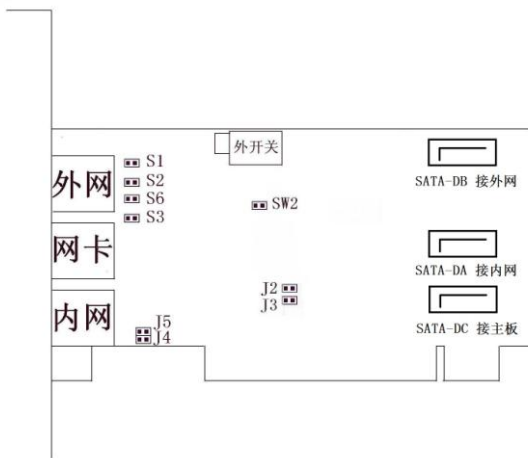 外网
S1
S2
S6
S3
外开关
SW2
SATA-DB 接外网
网卡
SATA-DA 接内网
J2
J3
内网
J5
J4
SATA-DC 接主板